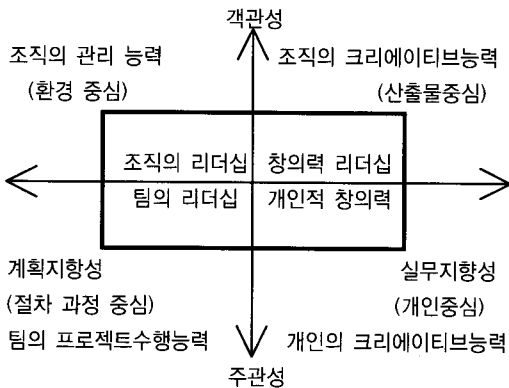 객관성
조직의 관리 능력
(환경 중심)
조직의 크리에이티브능력
(산출물중심)
조직의 리더십
창의력 리더십
팀의 리더십
개인적 창의력
계획지항성
(절차 과정 중심)
팀의 프로젝트수행능력
실무지향성
(개인중심)
개인의 크리에이티브능력
주관성